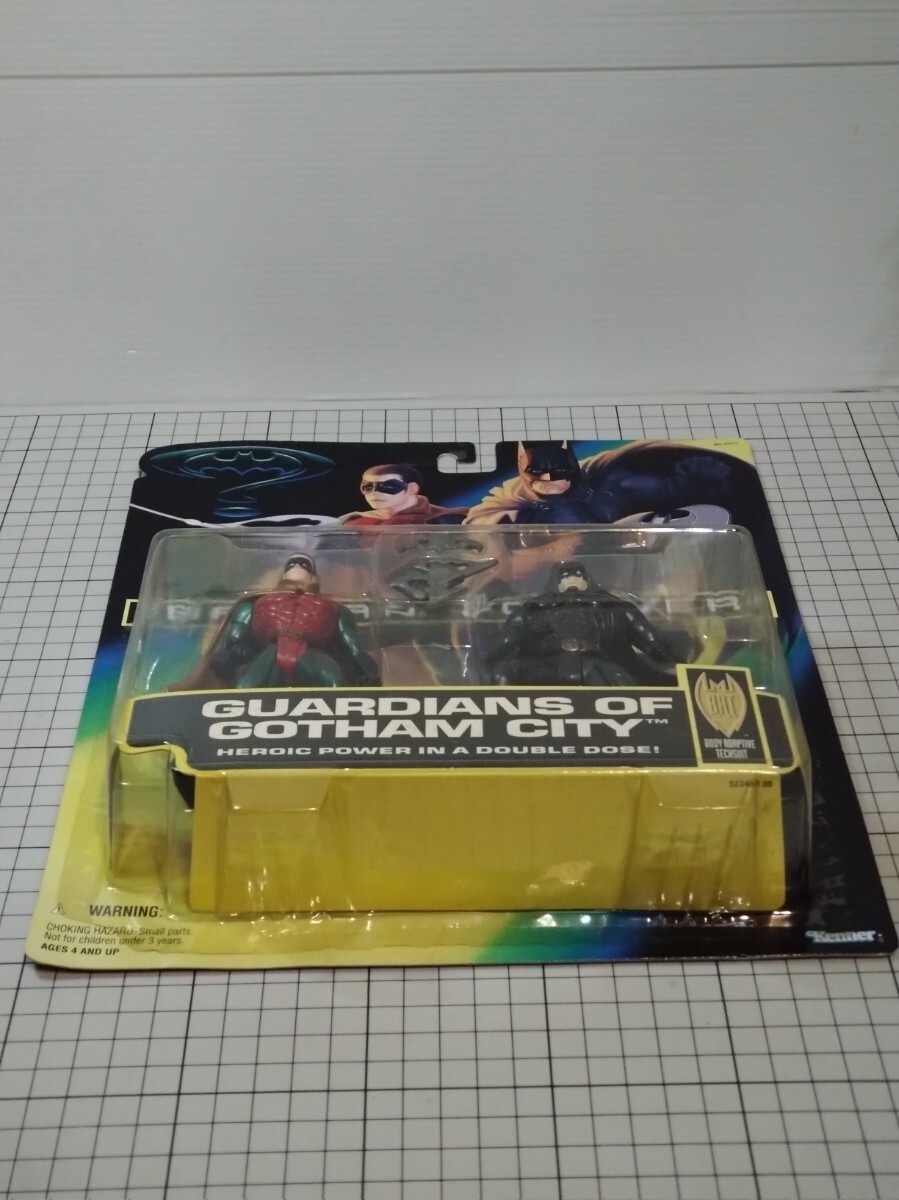 GUARDIANS OF
GOTHAM CITY™
HEROIC POWER IN A DOUBLE DOSE!
BODY ADAPTIVE
TECHSUIT
⚠ WARNING:
CHOKING HAZARD-Small parts.
Not for children under 3 years.
AGES 4 AND UP
Kenner